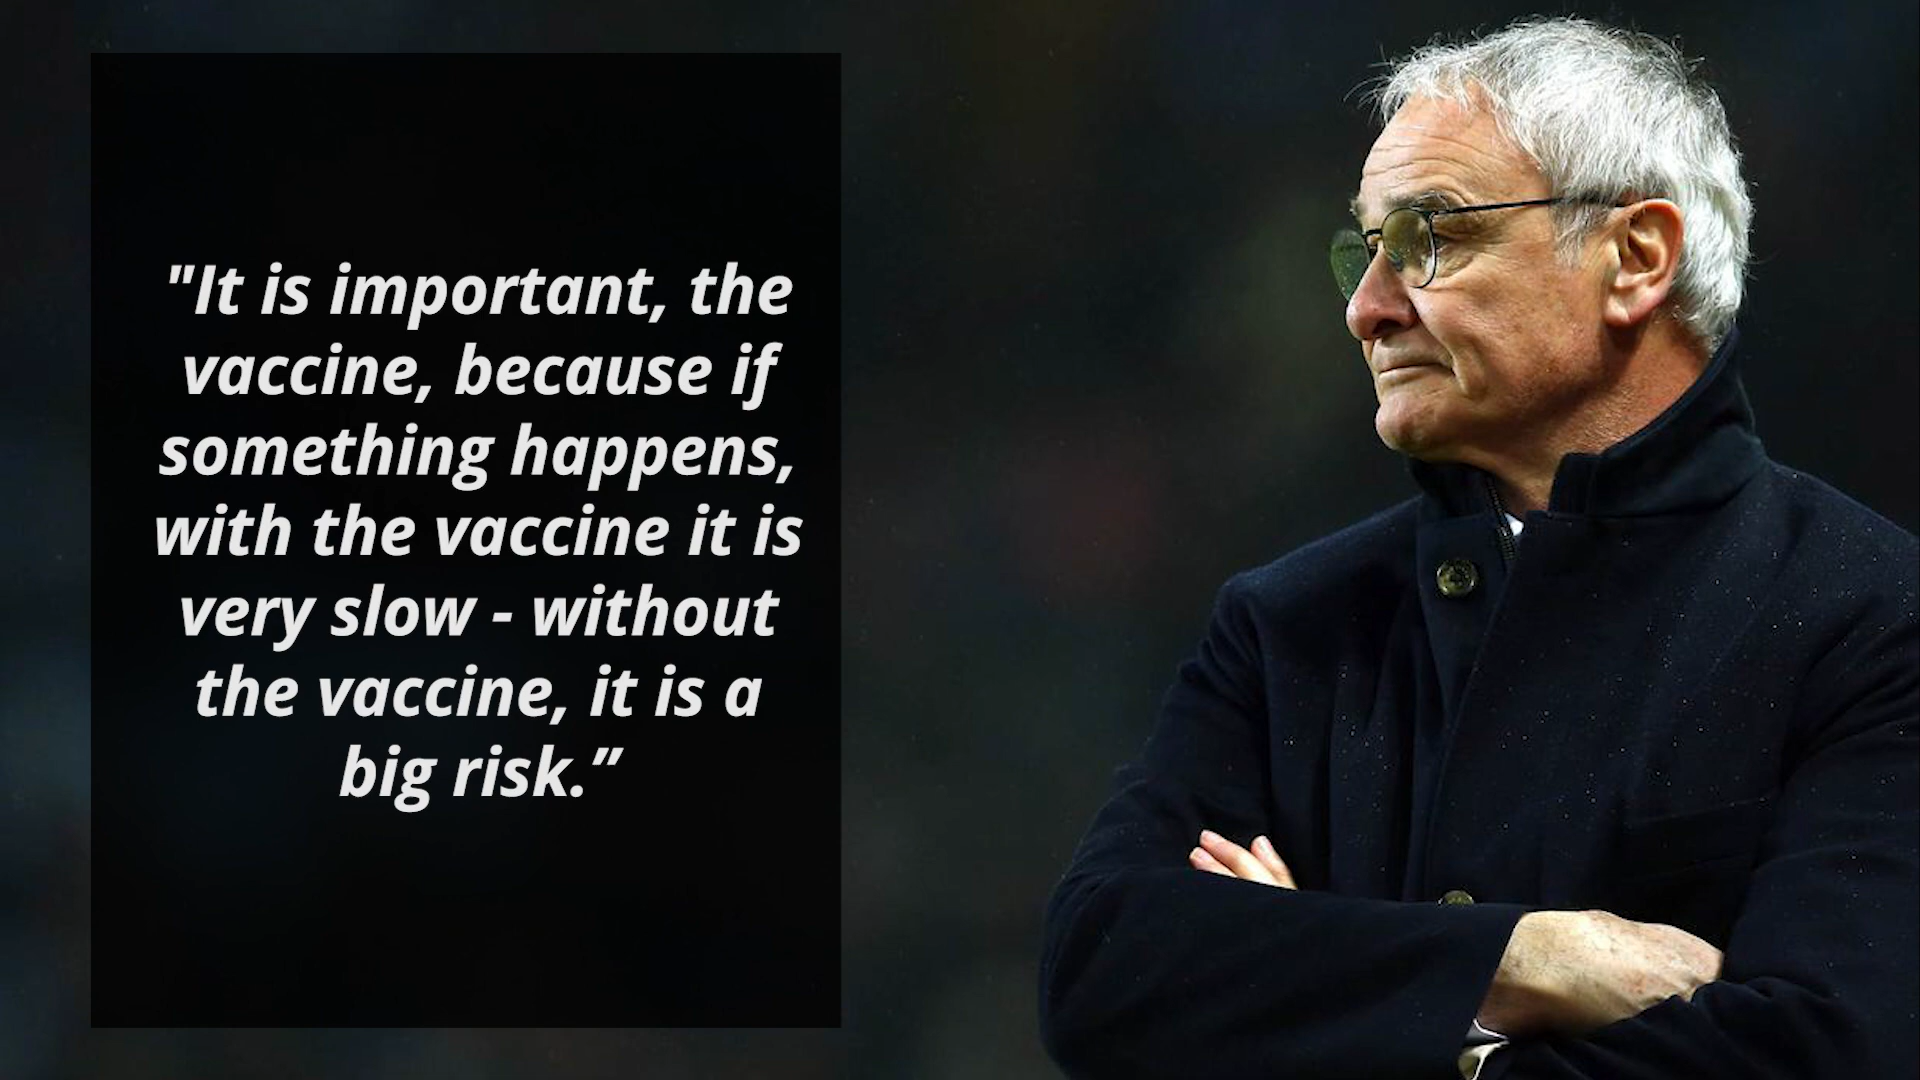 "It is important, the
vaccine, because if
something happens,
with the vaccine it is
very slow - without
the vaccine, it is a
big risk.”